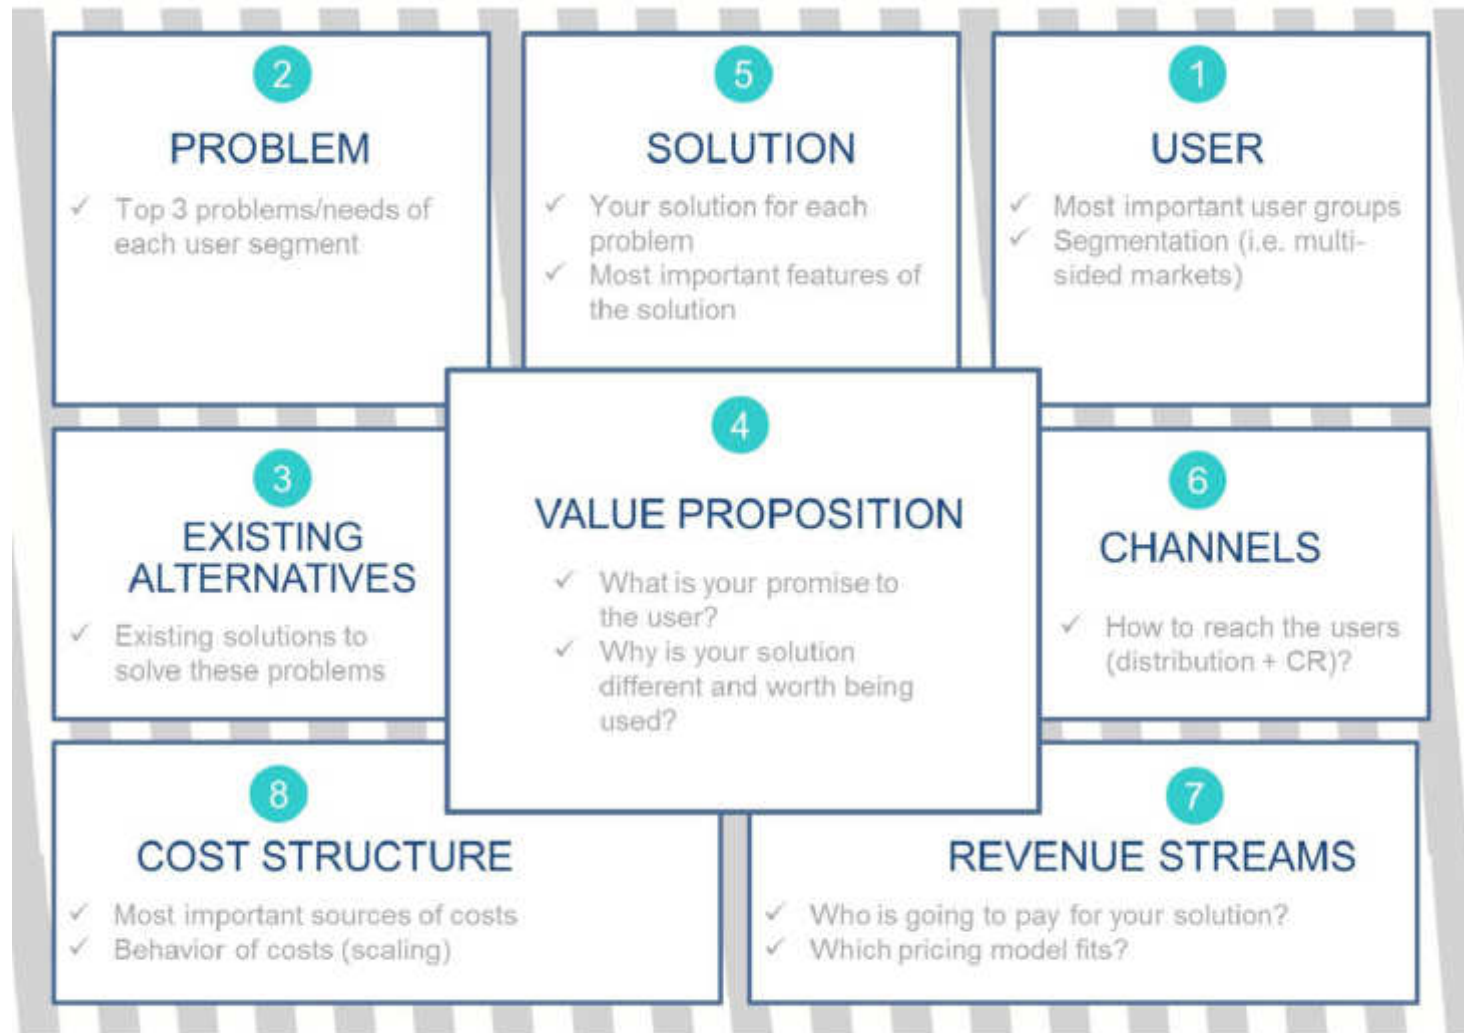 2
PROBLEM
✓ Top 3 problems/needs of
each user segment
5
SOLUTION
✓ Your solution for each
problem
✓ Most important features of
the solution
1
USER
✓ Most important user groups
✓ Segmentation (i.e. multi-
sided markets)
3
EXISTING
ALTERNATIVES
✓ Existing solutions to
solve these problems
4
VALUE PROPOSITION
✓ What is your promise to
the user?
✓ Why is your solution
different and worth being
used?
6
CHANNELS
✓ How to reach the users
(distribution + CR)?
8
COST STRUCTURE
✓ Most important sources of costs
✓ Behavior of costs (scaling)
7
REVENUE STREAMS
✓ Who is going to pay for your solution?
✓ Which pricing model fits?